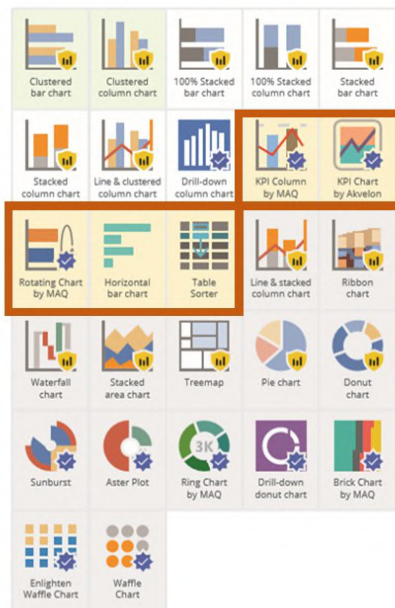 Clustered
bar chart
Clustered
column chart
100% Stacked
bar chart
100% Stacked
column chart
Stacked
bar chart
Stacked
column chart
Line & clustered
column chart
Drill-down
column chart
KPI Column
by MAQ
KPI Chart
by Akvelon
Rotating Chart
by MAQ
Horizontal
bar chart
Table
Sorter
Line & stacked
column chart
Ribbon
chart
Waterfall
chart
Stacked
area chart
Treemap
Pie chart
Donut
chart
Sunburst
Aster Plot
3K
Ring Chart
by MAQ
Drill-down
donut chart
Brick Chart
by MAQ
Enlighten
Waffle Chart
Waffle
Chart